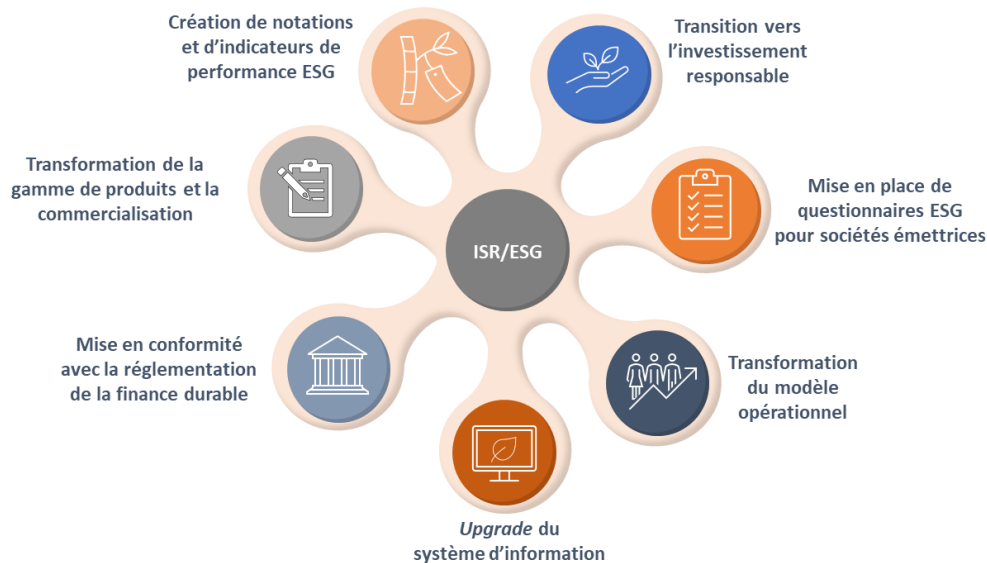 Création de notations
et d'indicateurs de
performance ESG
Transition vers
l'investissement
responsable
Transformation de la
gamme de produits et la
commercialisation
Mise en place de
questionnaires ESG
pour sociétés émettrices
ISR/ESG
Mise en conformité
avec la réglementation
de la finance durable
Transformation
du modèle
opérationnel
Upgrade du
système d'information